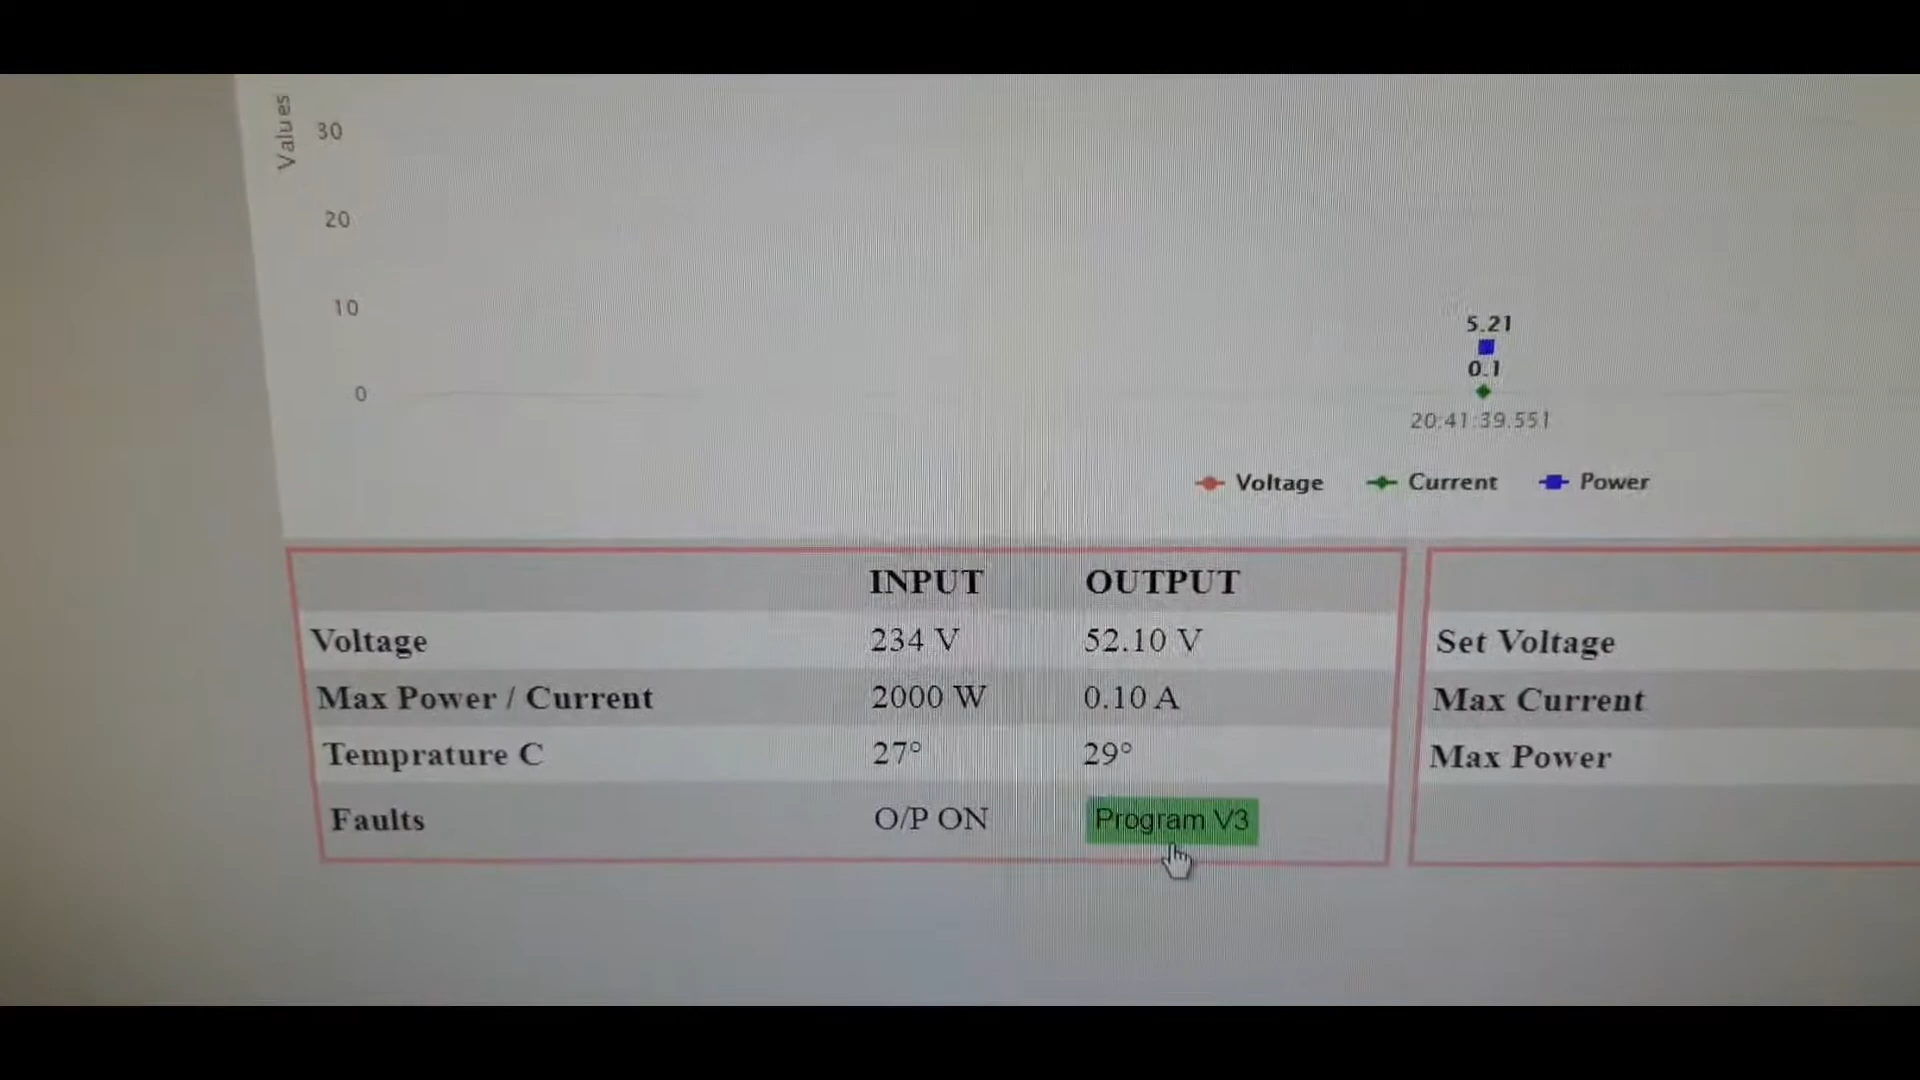 Values
30
20
10
0
5.21
0.1
20:41:39.551
Voltage Current Power
INPUT OUTPUT
Voltage 234 V 52.10 V
Max Power / Current 2000 W 0.10 A
Temprature C 27° 29°
Faults O/P ON Program V3
Set Voltage
Max Current
Max Power